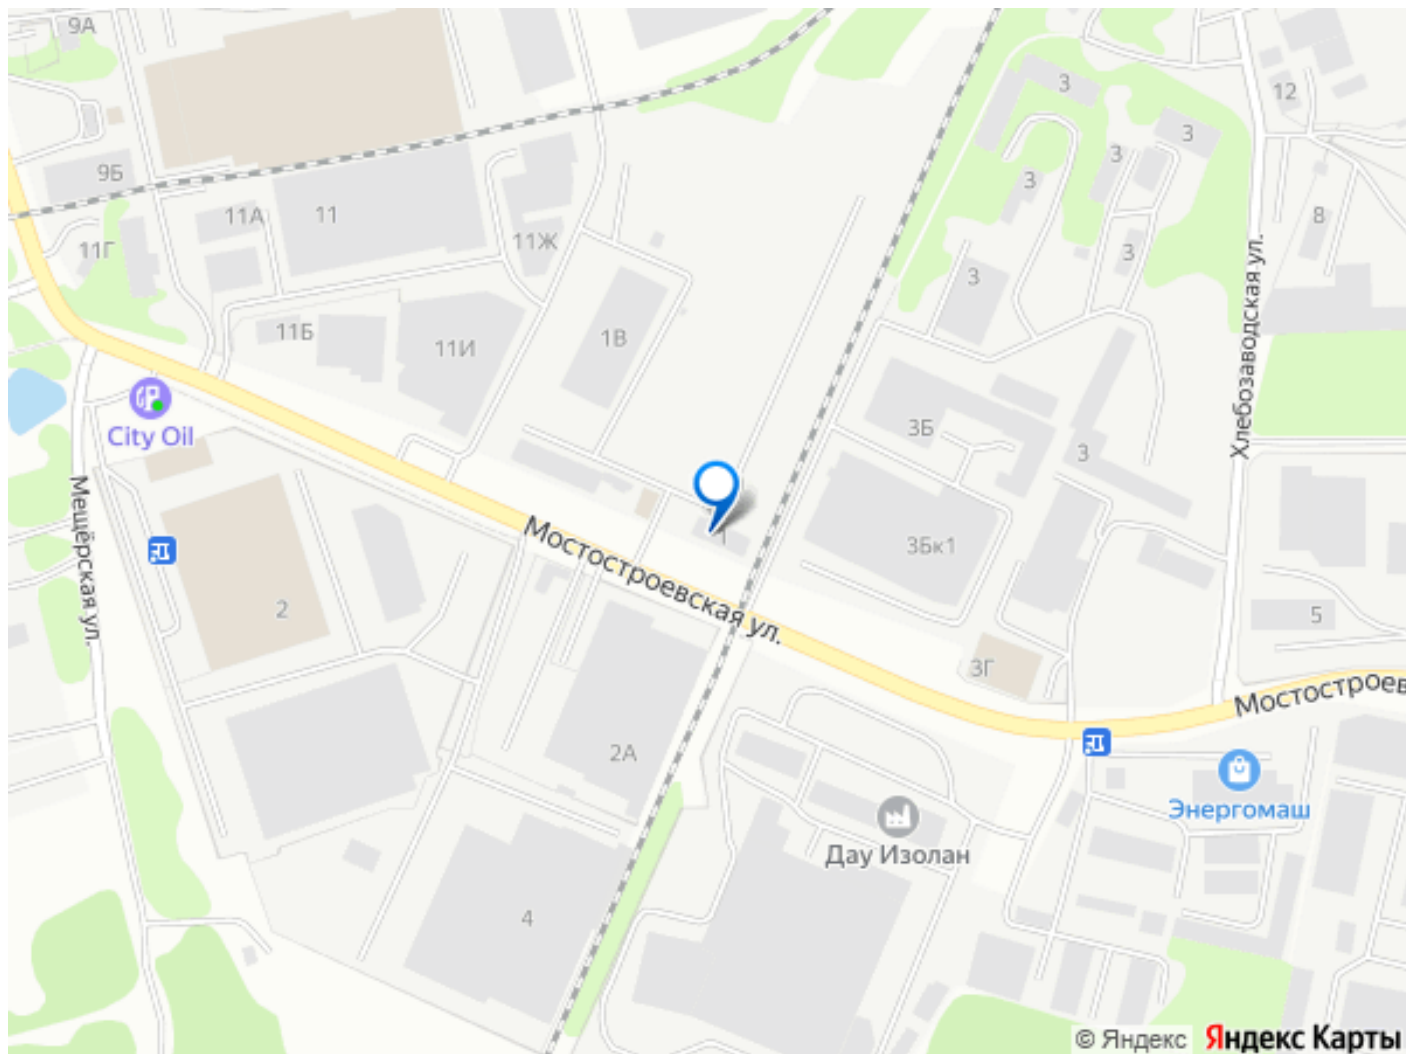 9А
3
12
3
9Б
3
3
11А
11
8
11Г
11Ж
3
3
11Б
1В
11И
Хлебозаводская ул.
City Oil
3Б
3
Мещёрская ул.
Мостостроевская ул.
1
3Бк1
2
5
3Г
Мостостроев
2А
Энергомаш
Дау Изолан
4
© Яндекс
Яндекс Карты